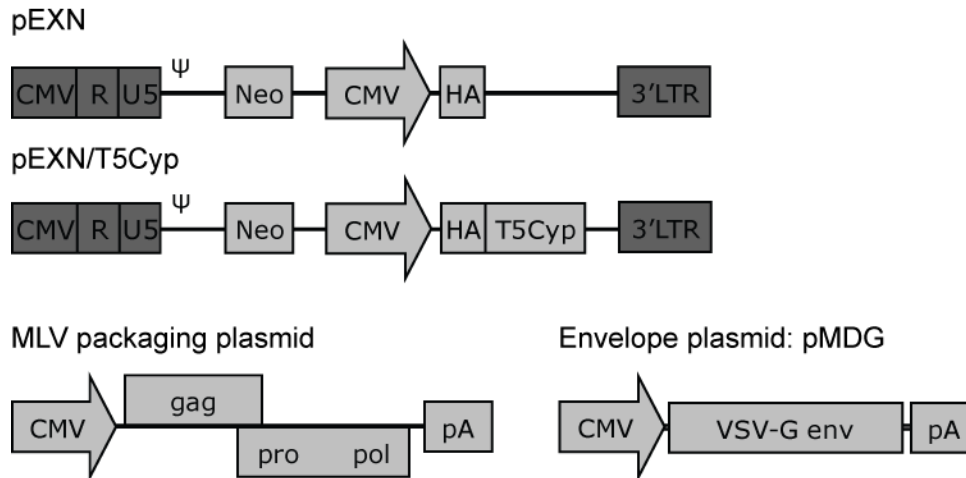 pEXN
Ψ
CMV R U5 Neo CMV HA 3'LTR
pEXN/T5Cyp
Ψ
CMV R U5 Neo CMV HA T5Cyp 3'LTR
MLV packaging plasmid
CMV gag pA
pro pol
Envelope plasmid: pMDG
CMV VSV-G env pA